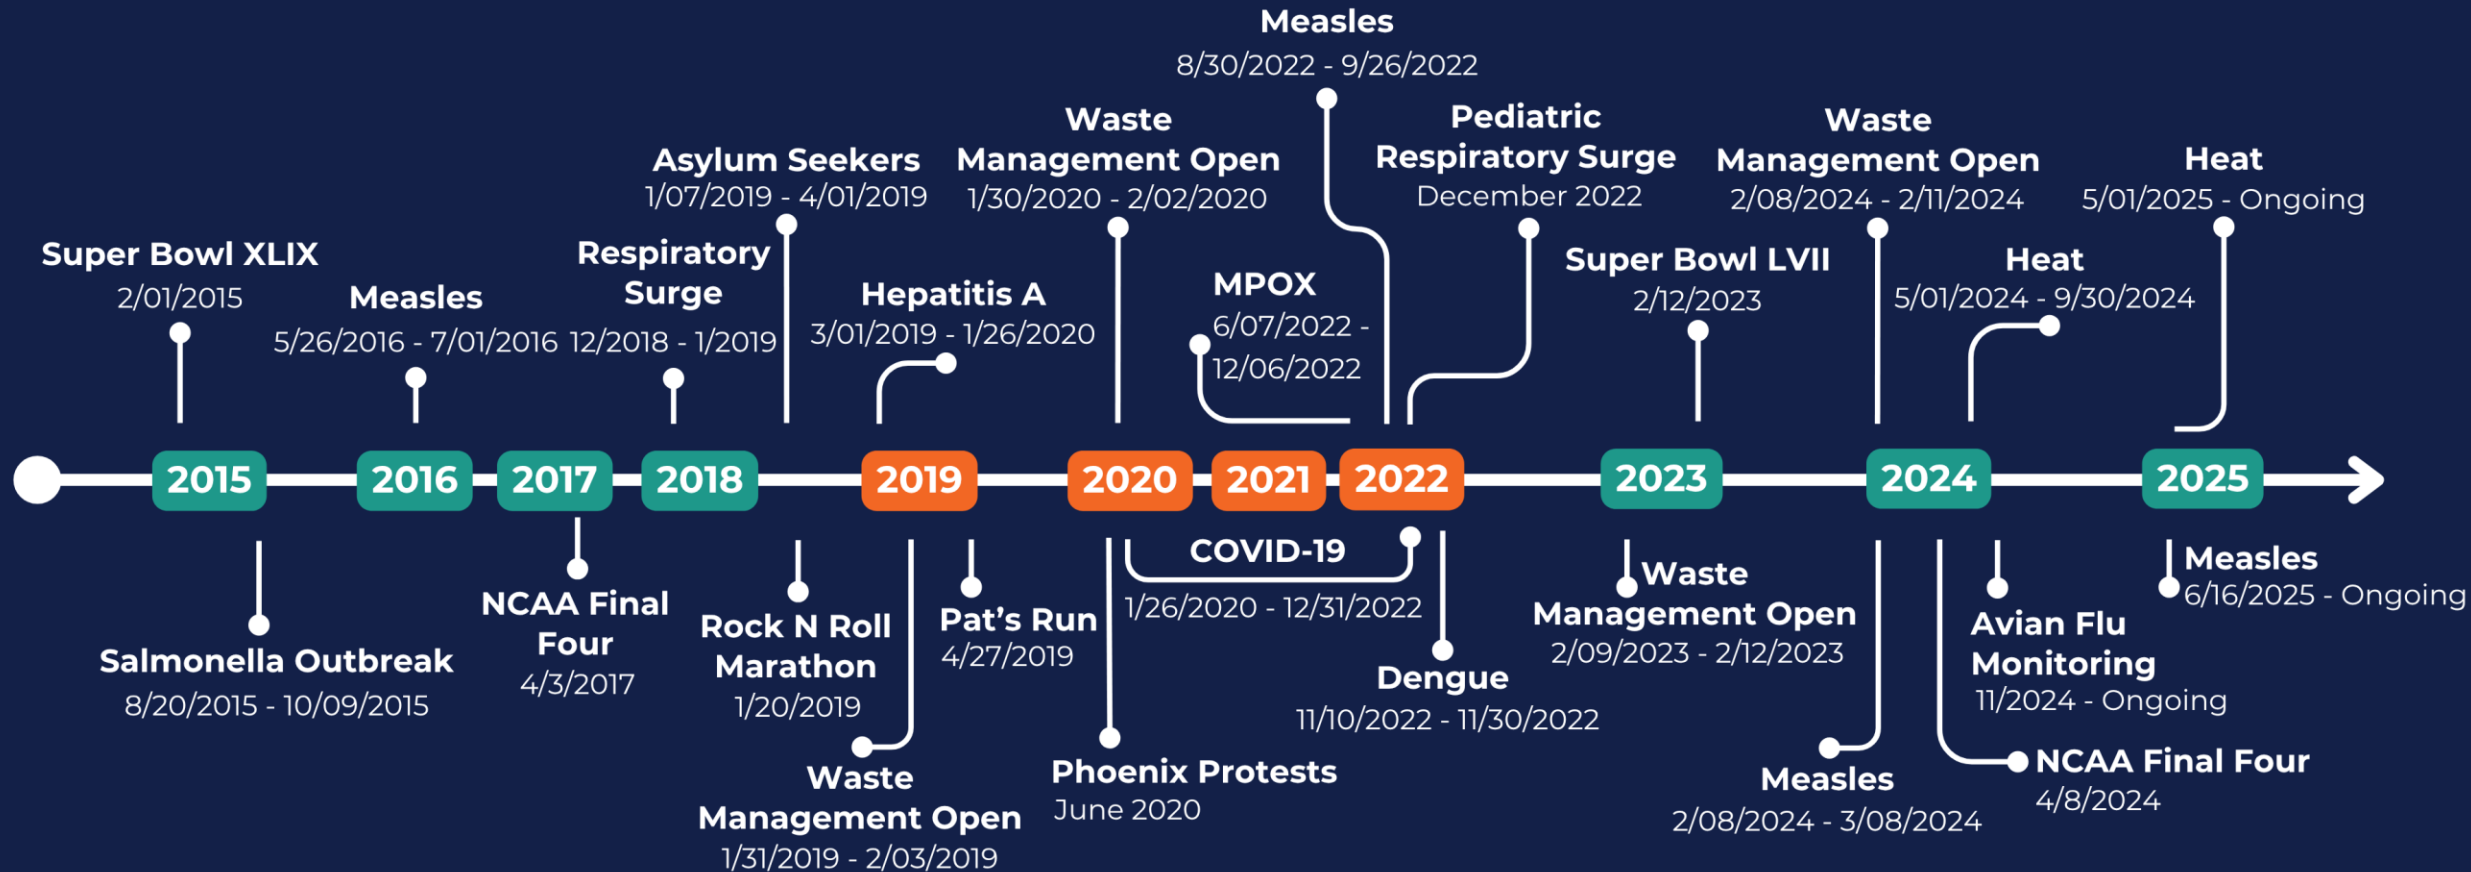 Measles
8/30/2022 - 9/26/2022
Waste
Management Open
1/30/2020 - 2/02/2020
Pediatric
Respiratory Surge
December 2022
Waste
Management Open
2/08/2024 - 2/11/2024
Asylum Seekers
1/07/2019 - 4/01/2019
Heat
5/01/2025 - Ongoing
Super Bowl XLIX
2/01/2015
Measles
5/26/2016 - 7/01/2016
Respiratory
Surge
12/2018 - 1/2019
Hepatitis A
3/01/2019 - 1/26/2020
MPOX
6/07/2022 -
12/06/2022
Super Bowl LVII
2/12/2023
Heat
5/01/2024 - 9/30/2024
2015
2016
2017
2018
2019
2020
2021
2022
2023
2024
2025
Salmonella Outbreak
8/20/2015 - 10/09/2015
NCAA Final
Four
4/3/2017
Rock N Roll
Marathon
1/20/2019
Waste
Management Open
1/31/2019 - 2/03/2019
Pat's Run
4/27/2019
Phoenix Protests
June 2020
COVID-19
1/26/2020 - 12/31/2022
Dengue
11/10/2022 - 11/30/2022
Waste
Management Open
2/09/2023 - 2/12/2023
Measles
2/08/2024 - 3/08/2024
Avian Flu
Monitoring
11/2024 - Ongoing
NCAA Final Four
4/8/2024
Measles
6/16/2025 - Ongoing